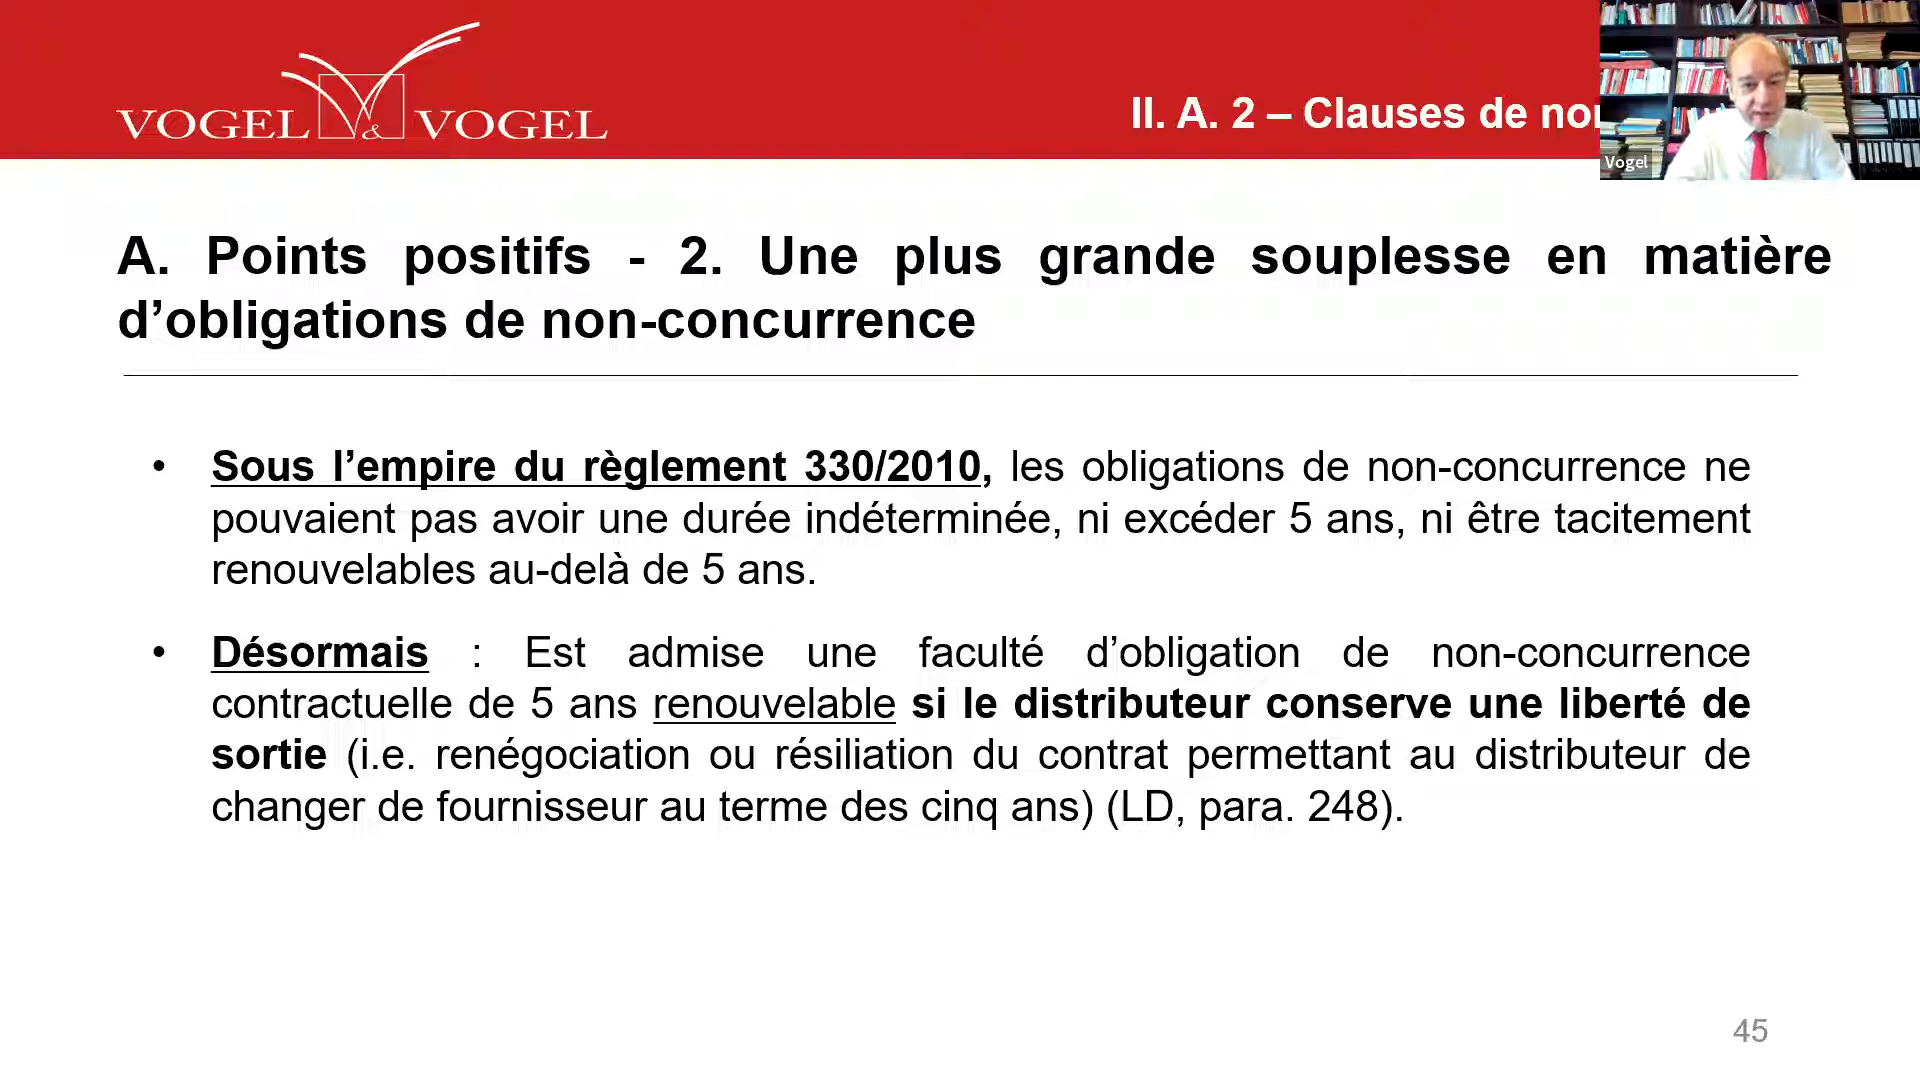 VOGEL & VOGEL
II. A. 2 – Clauses de non
Vogel
A. Points positifs - 2. Une plus grande souplesse en matière
d’obligations de non-concurrence
• Sous l’empire du règlement 330/2010, les obligations de non-concurrence ne
pouvaient pas avoir une durée indéterminée, ni excéder 5 ans, ni être tacitement
renouvelables au-delà de 5 ans.
• Désormais : Est admise une faculté d’obligation de non-concurrence
contractuelle de 5 ans renouvelable si le distributeur conserve une liberté de
sortie (i.e. renégociation ou résiliation du contrat permettant au distributeur de
changer de fournisseur au terme des cinq ans) (LD, para. 248).
45